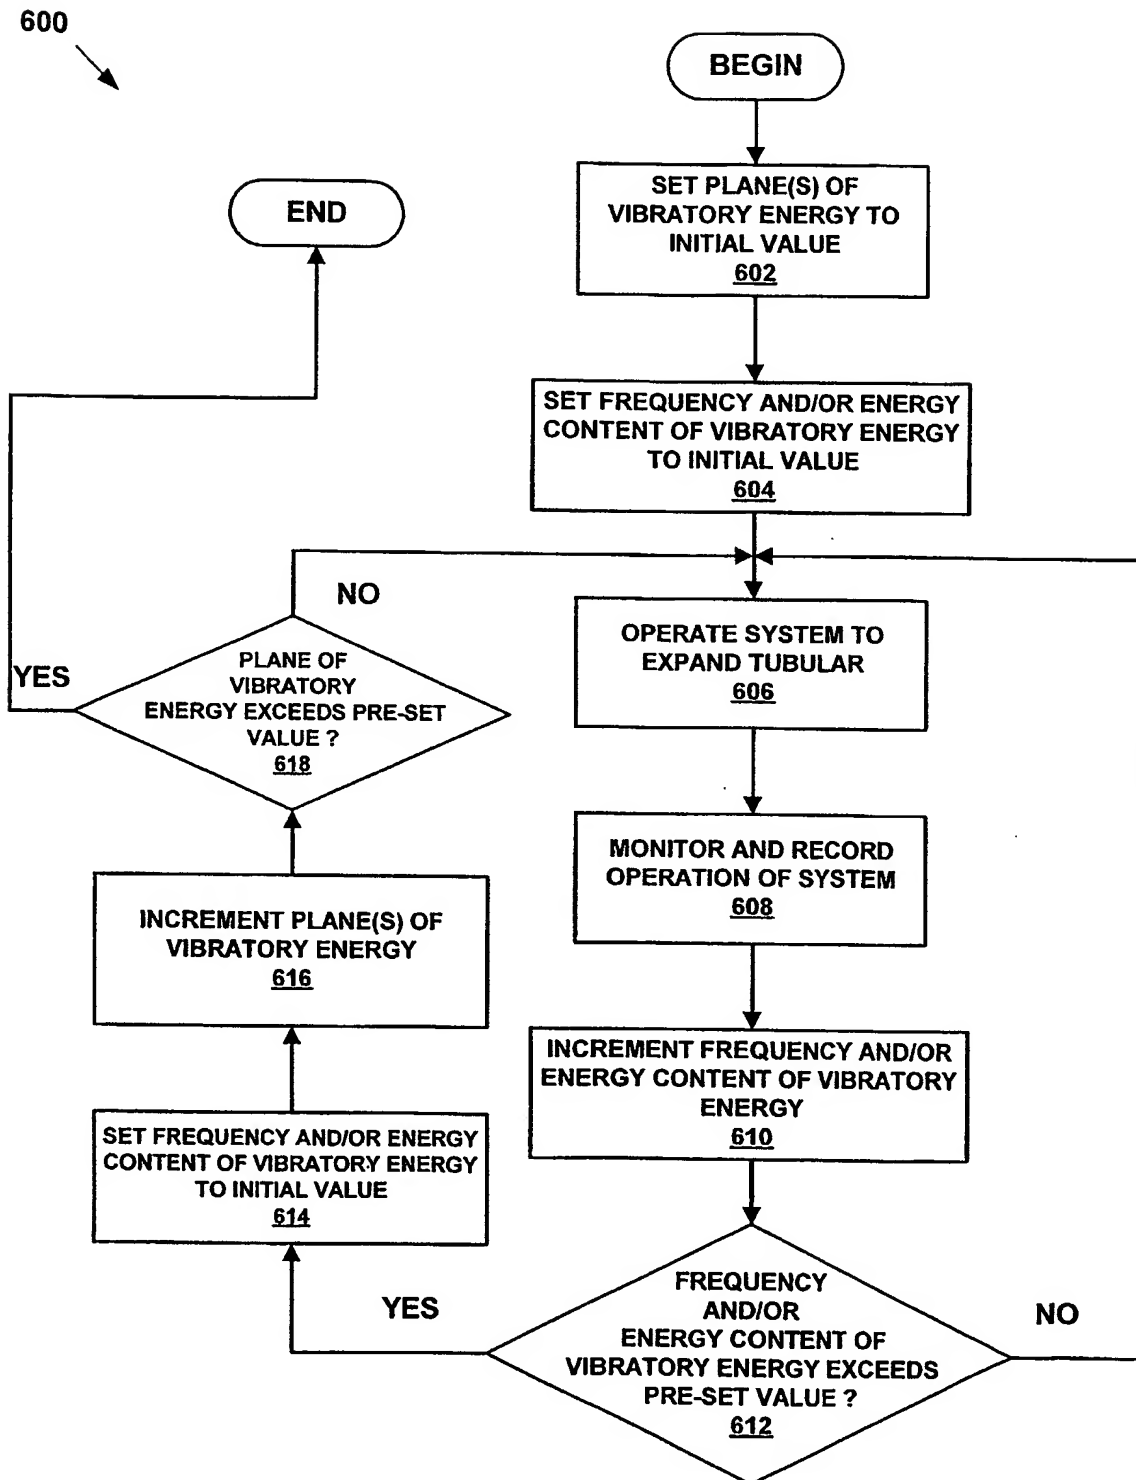 600
BEGIN
SET PLANE(S) OF
VIBRATORY ENERGY TO
INITIAL VALUE
602
END
SET FREQUENCY AND/OR ENERGY
CONTENT OF VIBRATORY ENERGY
TO INITIAL VALUE
604
NO
YES
PLANE OF
VIBRATORY
ENERGY EXCEEDS PRE-SET
VALUE ?
618
OPERATE SYSTEM TO
EXPAND TUBULAR
606
MONITOR AND RECORD
OPERATION OF SYSTEM
608
INCREMENT PLANE(S) OF
VIBRATORY ENERGY
616
INCREMENT FREQUENCY AND/OR
ENERGY CONTENT OF VIBRATORY
ENERGY
610
SET FREQUENCY AND/OR ENERGY
CONTENT OF VIBRATORY ENERGY
TO INITIAL VALUE
614
YES
FREQUENCY
AND/OR
ENERGY CONTENT OF
VIBRATORY ENERGY EXCEEDS
PRE-SET VALUE ?
612
NO